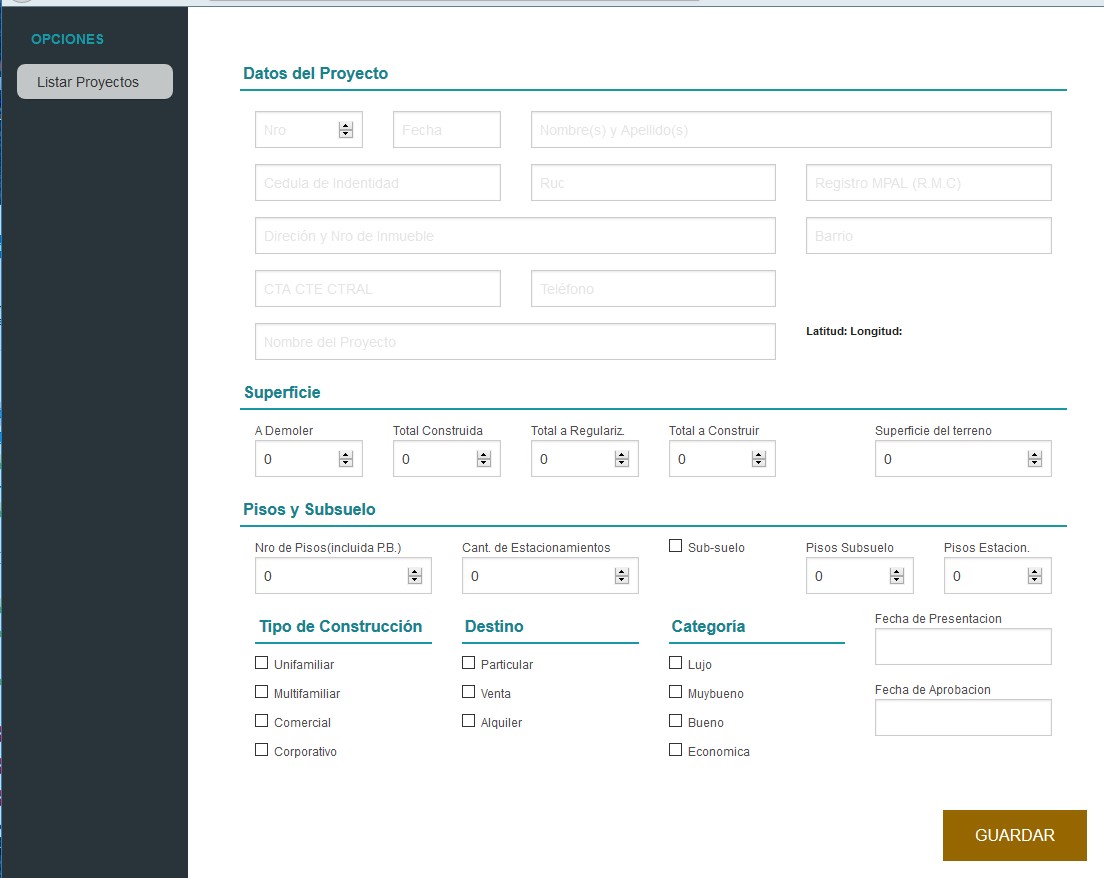 OPCIONES
Listar Proyectos
Datos del Proyecto
Nro Fecha Nombre(s) y Apellido(s)
Cedula de Indentidad Ruc Registro MPAL (R.M.C)
Direción y Nro de Inmueble Barrio
CTA CTE CTRAL Teléfono
Nombre del Proyecto Latitud: Longitud:
Superficie
A Demoler Total Construida Total a Regulariz. Total a Construir Superficie del terreno
0 0 0 0 0
Pisos y Subsuelo
Nro de Pisos(incluida P.B.) Cant. de Estacionamientos Sub-suelo Pisos Subsuelo Pisos Estacion.
0 0 0 0
Tipo de Construcción Destino Categoría Fecha de Presentacion
Unifamiliar Particular Lujo
Multifamiliar Venta Muybueno Fecha de Aprobacion
Comercial Alquiler Bueno
Corporativo Economica
GUARDAR